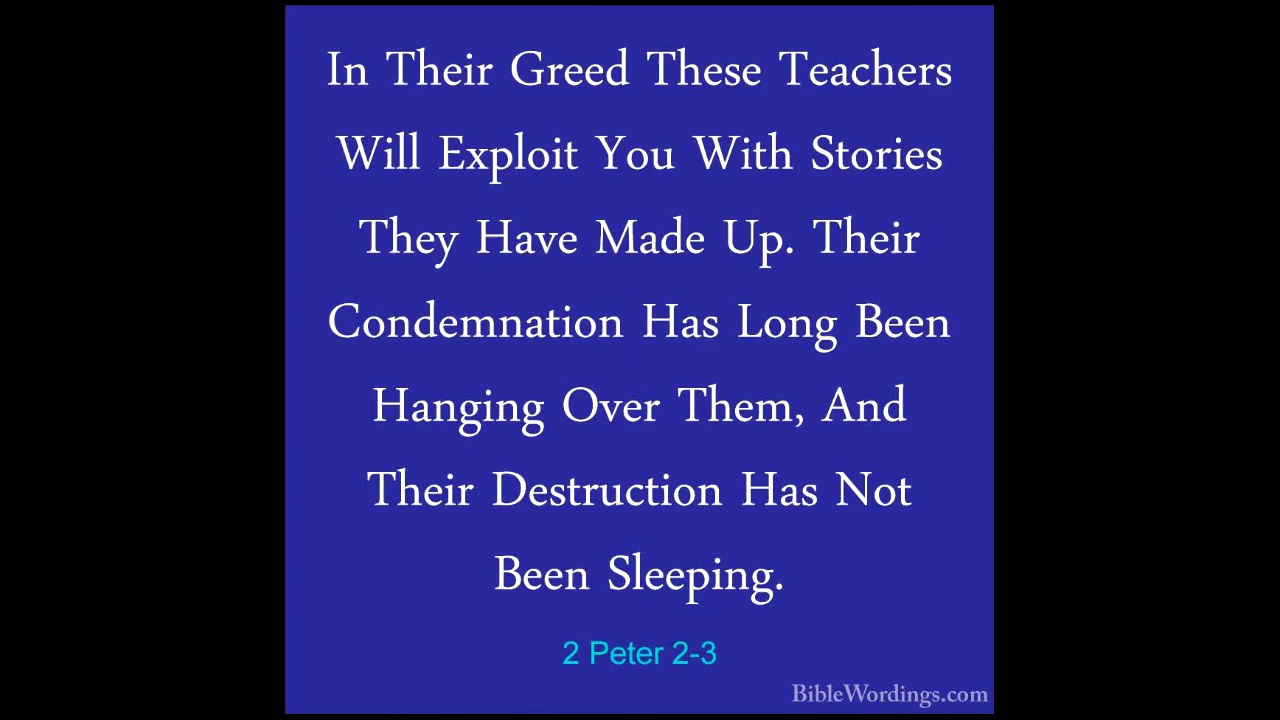 In Their Greed These Teachers
Will Exploit You With Stories
They Have Made Up. Their
Condemnation Has Long Been
Hanging Over Them, And
Their Destruction Has Not
Been Sleeping.
2 Peter 2-3
BibleWordings.com